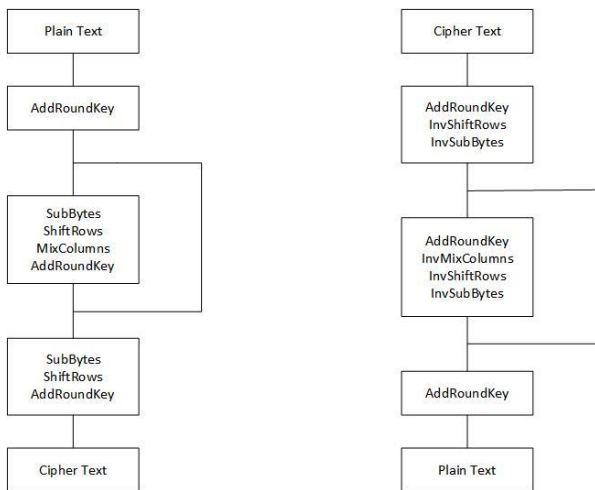 Plain Text
AddRoundKey
SubBytes
ShiftRows
MixColumns
AddRoundKey
SubBytes
ShiftRows
AddRoundKey
Cipher Text
Cipher Text
AddRoundKey
InvShiftRows
InvSubBytes
AddRoundKey
InvMixColumns
InvShiftRows
InvSubBytes
AddRoundKey
Plain Text